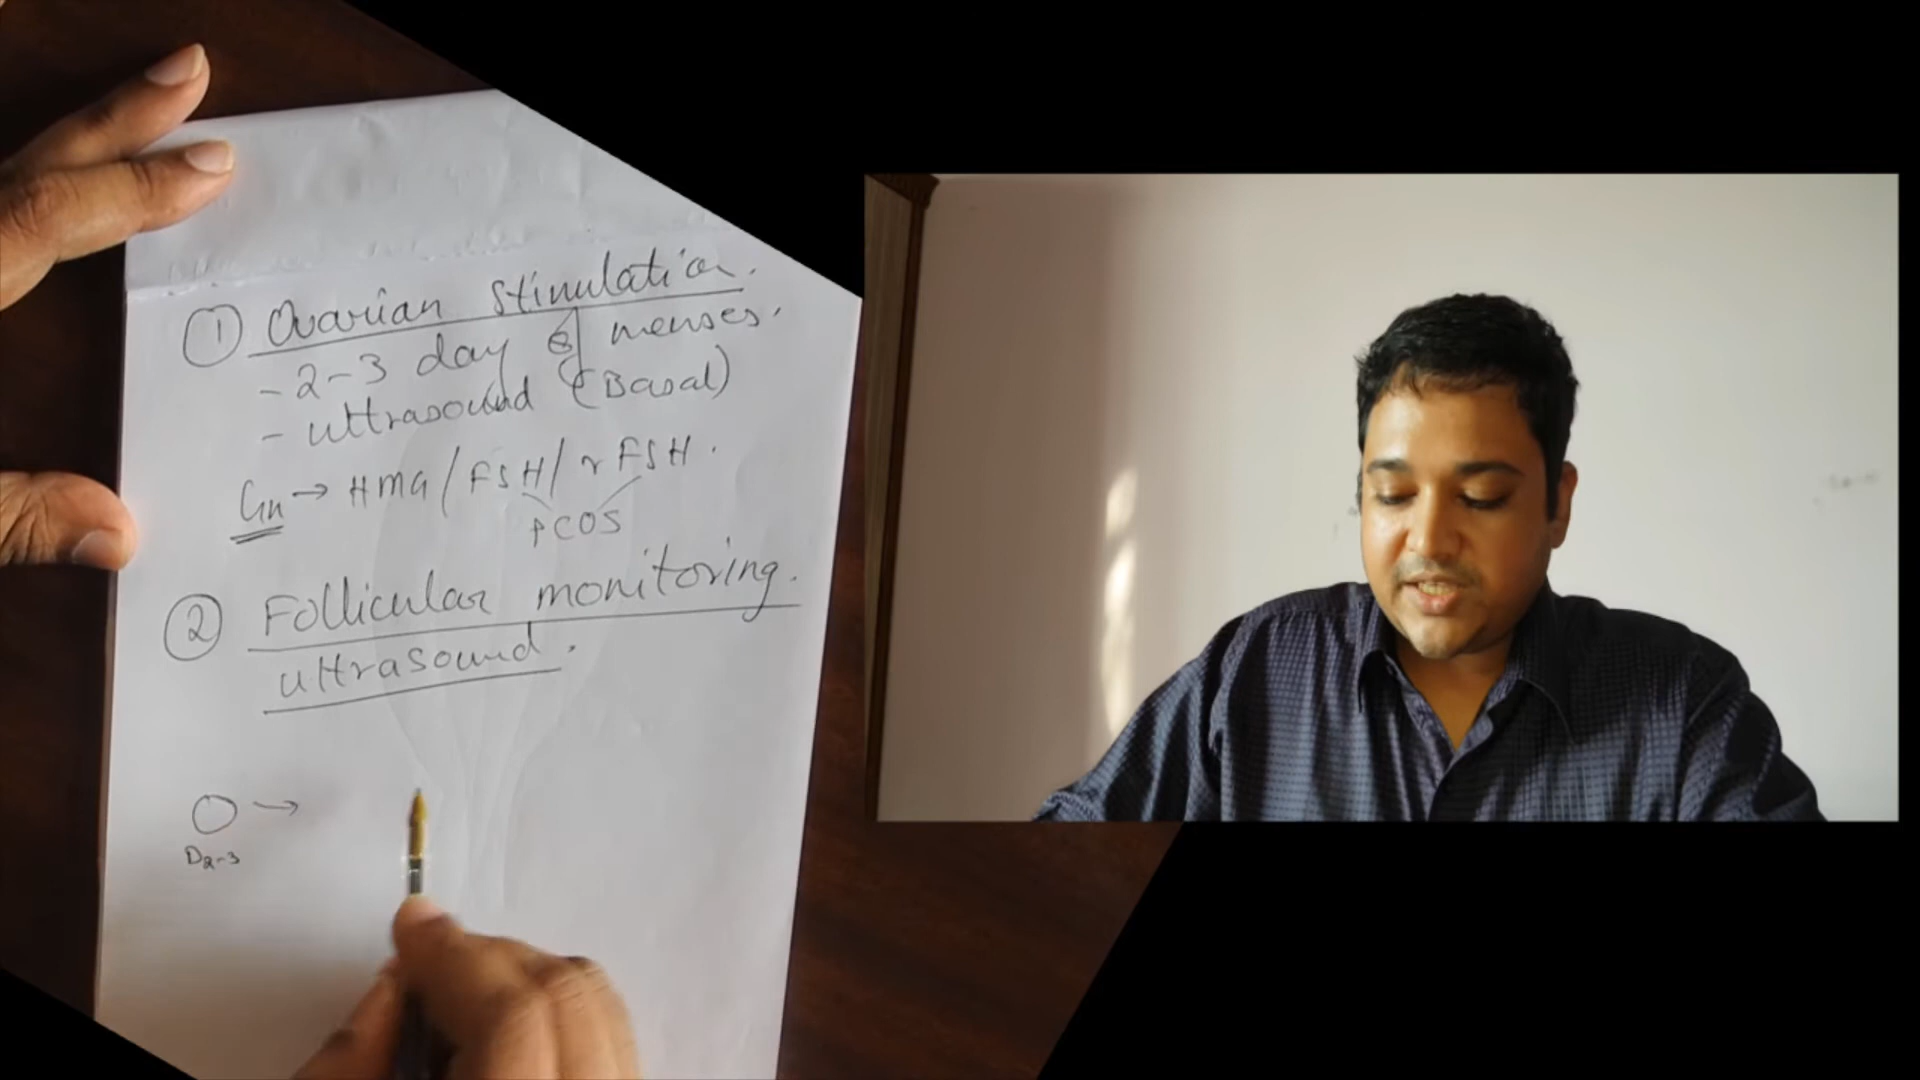 ① Ovarian Stimulation.
- 2-3 day of menses.
- ultrasound (Basal)
Gn → HMG / FSH / rFSH.
PCOS
② Follicular monitoring.
ultrasound.
→
D2-3